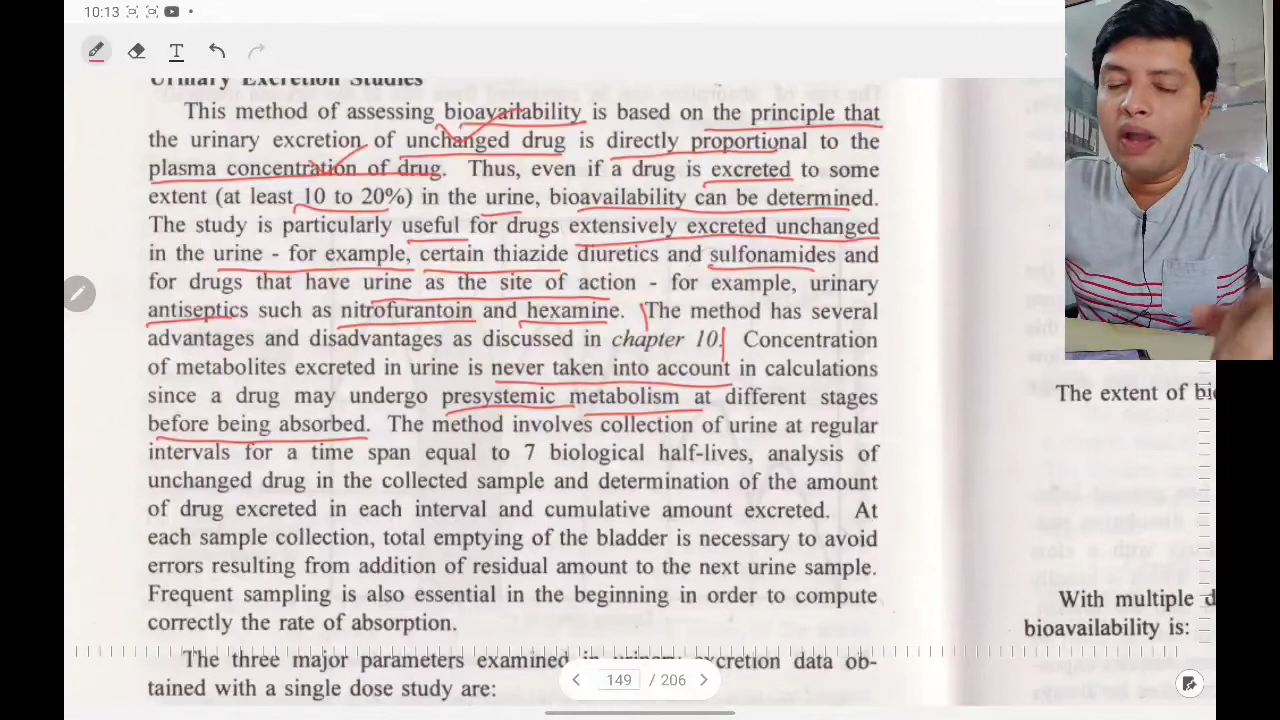 10:13
T
Urinary Excretion Studies
This method of assessing bioavailability is based on the principle that
the urinary excretion of unchanged drug is directly proportional to the
plasma concentration of drug. Thus, even if a drug is excreted to some
extent (at least 10 to 20%) in the urine, bioavailability can be determined.
The study is particularly useful for drugs extensively excreted unchanged
in the urine - for example, certain thiazide diuretics and sulfonamides and
for drugs that have urine as the site of action - for example, urinary
antiseptics such as nitrofurantoin and hexamine. The method has several
advantages and disadvantages as discussed in chapter 10. Concentration
of metabolites excreted in urine is never taken into account in calculations
since a drug may undergo presystemic metabolism at different stages
before being absorbed. The method involves collection of urine at regular
intervals for a time span equal to 7 biological half-lives, analysis of
unchanged drug in the collected sample and determination of the amount
of drug excreted in each interval and cumulative amount excreted. At
each sample collection, total emptying of the bladder is necessary to avoid
errors resulting from addition of residual amount to the next urine sample.
Frequent sampling is also essential in the beginning in order to compute
correctly the rate of absorption.
The three major parameters examined in urinary excretion data ob-
tained with a single dose study are:
149 / 206
The extent of
With multiple
bioavailability is: